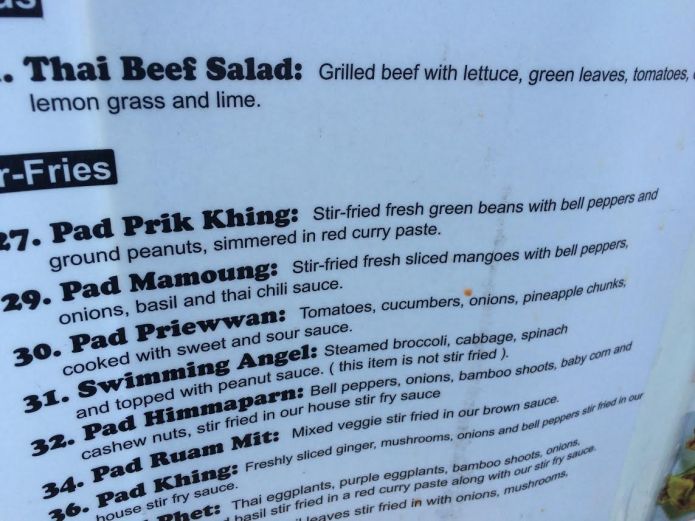 Thai Beef Salad: Grilled beef with lettuce, green leaves, tomatoes,
lemon grass and lime.
r-Fries
27. Pad Prik Khing: Stir-fried fresh green beans with bell peppers and
ground peanuts, simmered in red curry paste.
29. Pad Mamoung: Stir-fried fresh sliced mangoes with bell peppers,
onions, basil and thai chili sauce.
30. Pad Priewwan: Tomatoes, cucumbers, onions, pineapple chunks,
cooked with sweet and sour sauce.
31. Swimming Angel: Steamed broccoli, cabbage, spinach
and topped with peanut sauce. ( this item is not stir fried ).
32. Pad Himmaparn: Bell peppers, onions, bamboo shoots, baby corn and
cashew nuts, stir fried in our house stir fry sauce
34. Pad Ruam Mit: Mixed veggie stir fried in our brown sauce.
36. Pad Khing: Freshly sliced ginger, mushrooms, onions and bell peppers stir fried in our
house stir fry sauce.
Phet: Thai eggplants, purple eggplants, bamboo shoots, onions,
basil stir fried in a red curry paste along with our stir fry sauce.
leaves stir fried in with onions, mushrooms,